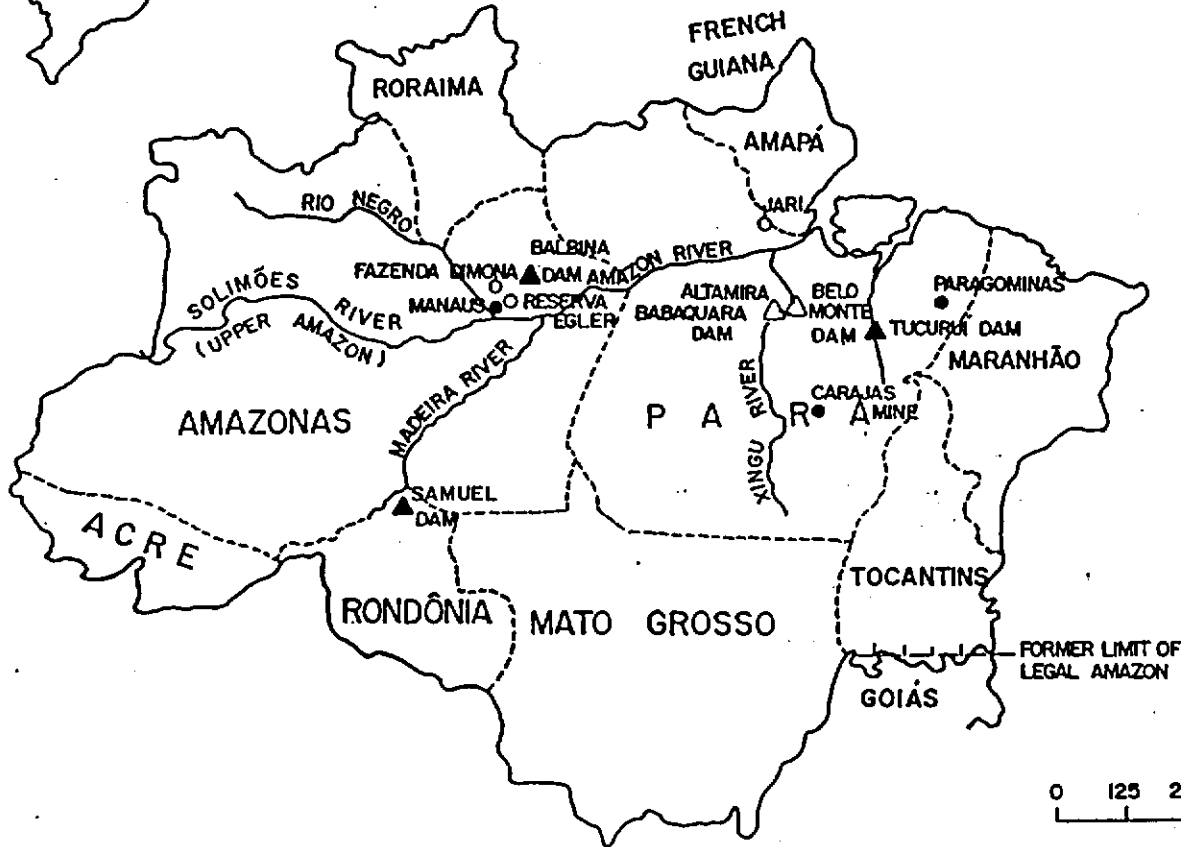 FRENCH
GUIANA
RORAIMA
AMAPÁ
JARI
RIO NEGRO
BALBINA
DAM
AMAZON RIVER
FAZENDA DIMONA
MANAUS
RESERVA
EGLER
SOLIMÕES
RIVER
(UPPER AMAZON)
ALTAMIRA
BABAQUARA
DAM
BELO
MONTE
DAM
PARAGOMINAS
TUCURUI DAM
MARANHÃO
MADEIRA RIVER
AMAZONAS
XINGU RIVER
PARÁ
CARAJAS
MINE
SAMUEL
DAM
ACRE
RONDÔNIA
MATO GROSSO
TOCANTINS
FORMER LIMIT OF
LEGAL AMAZON
GOIÁS
0 125 2